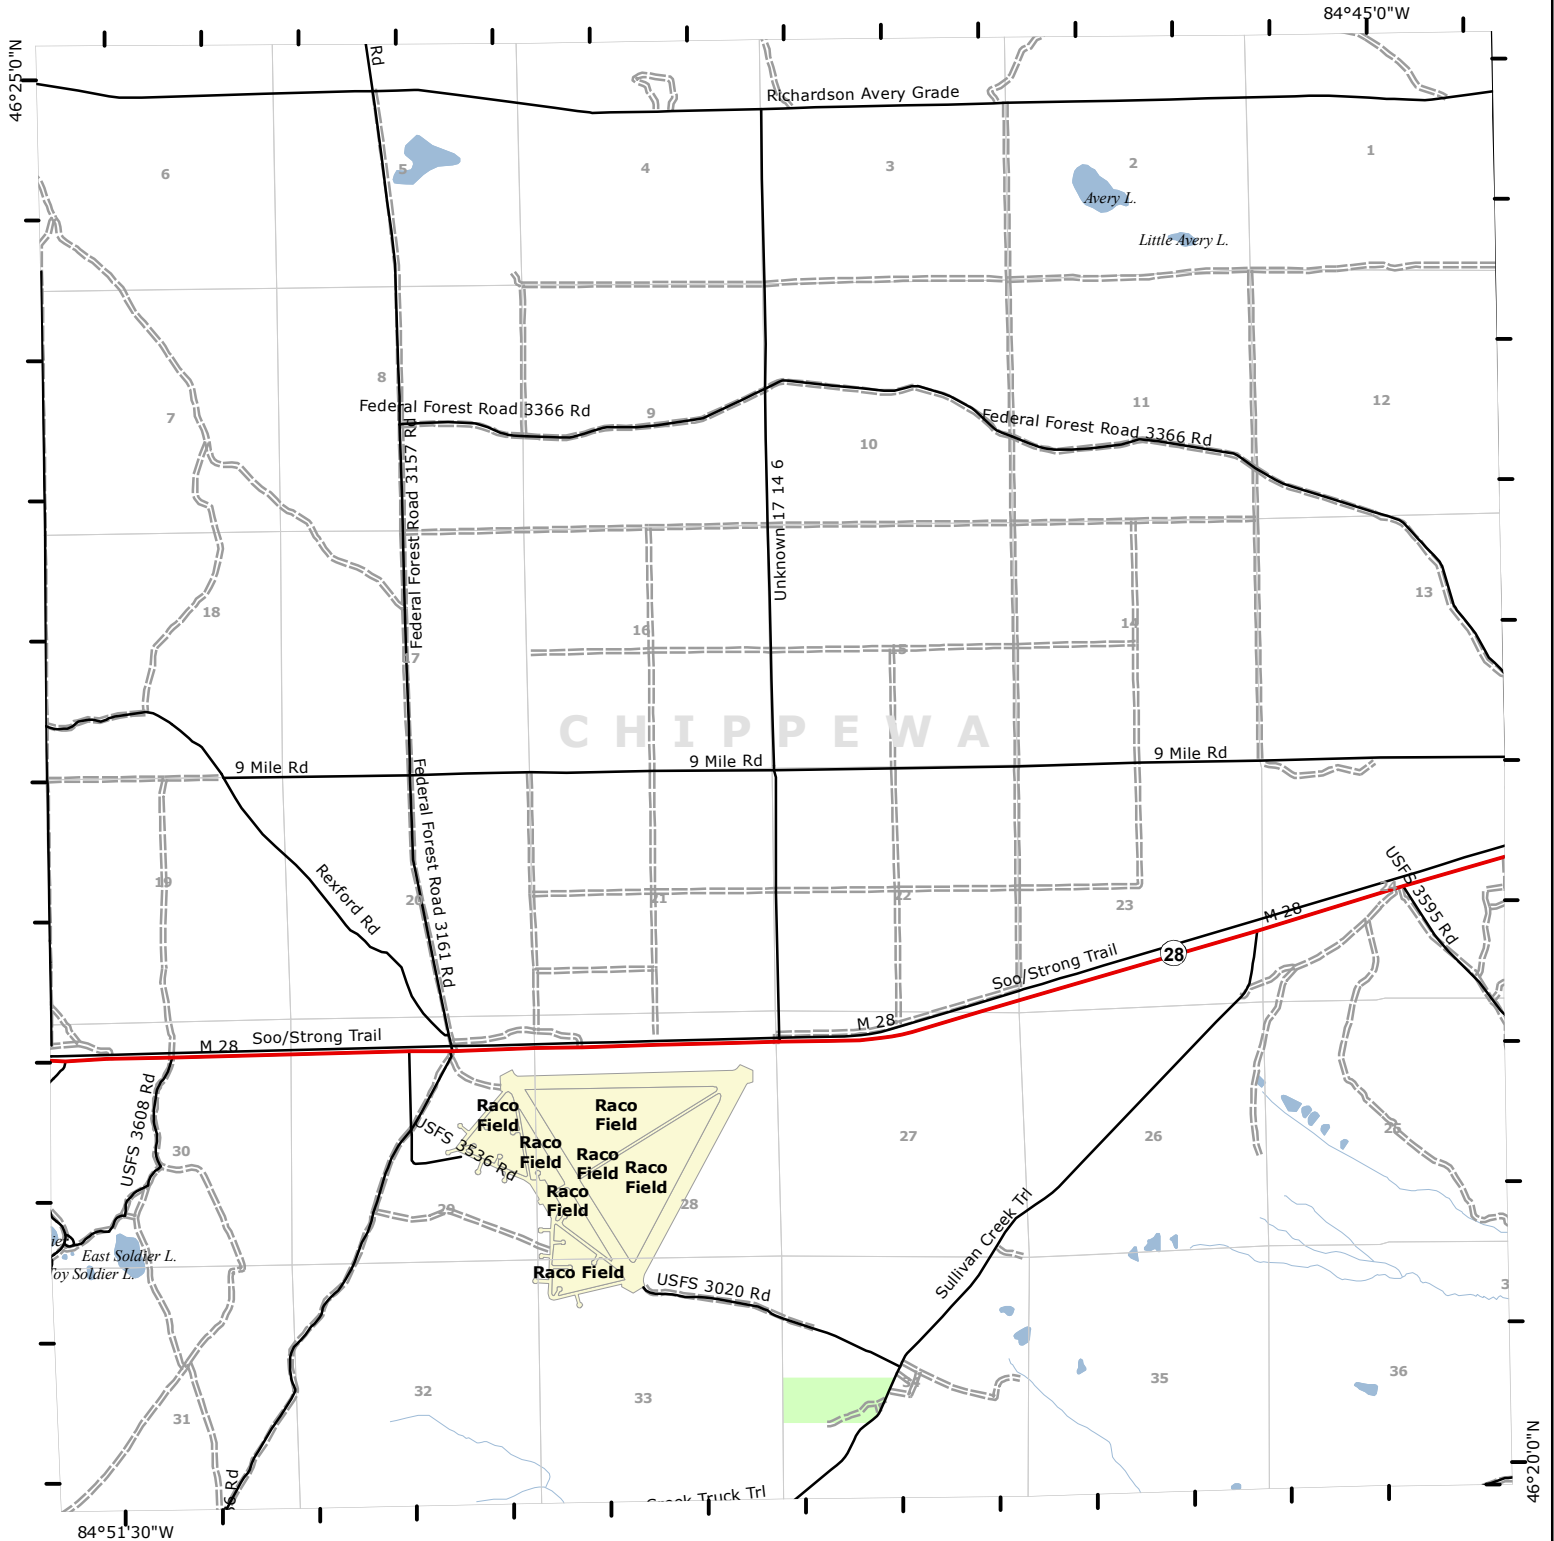 84°45'0"W
46°25'0"N
Rd
Richardson Avery Grade
6
5
4
3
2
1
Avery L.
Little Avery L.
8
7
Federal Forest Road 3366 Rd
9
10
11
12
Federal Forest Road 3366 Rd
Federal Forest Road 3157 Rd
Unknown 17 14 6
18
17
16
15
14
13
CHIPPEWA
9 Mile Rd
9 Mile Rd
9 Mile Rd
Federal Forest Road 3161 Rd
Rexford Rd
19
20
21
22
23
24
USFS 3595 Rd
M 28
28
Soo/Strong Trail
M 28
Soo/Strong Trail
M 28
USFS 3608 Rd
30
29
USFS 3536 Rd
Raco
Field
Raco
Field
Raco
Field
Raco
Field
Raco
Field
Raco
Field
Raco Field
28
27
26
25
Sullivan Creek Trl
East Soldier L.
oy Soldier L.
USFS 3020 Rd
31
32
33
34
35
36
6 Rd
Creek Truck Trl
84°51'30"W
46°20'0"N